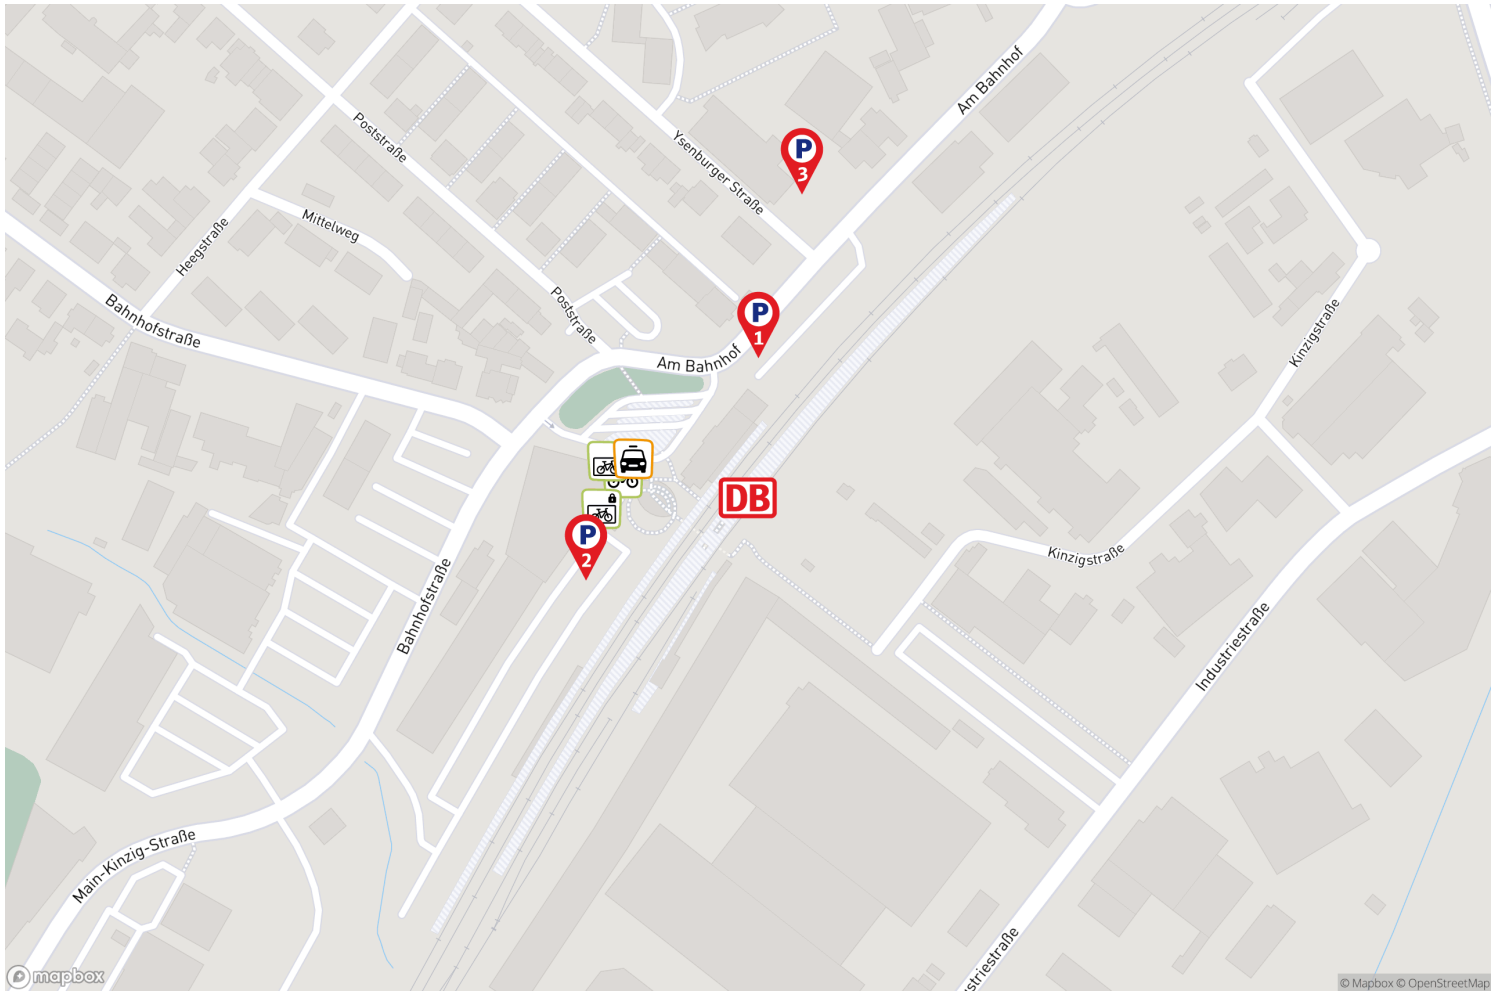 Am Bahnhof
Poststraße
Ysenburger Straße
P
3
Mittelweg
Heegstraße
Bahnhofstraße
Poststraße
P
1
Am Bahnhof
Kinzigstraße
DB
P
2
Kinzigstraße
Bahnhofstraße
Industriestraße
Main-Kinzig-Straße
striestraße
mapbox
© Mapbox © OpenStreetMap